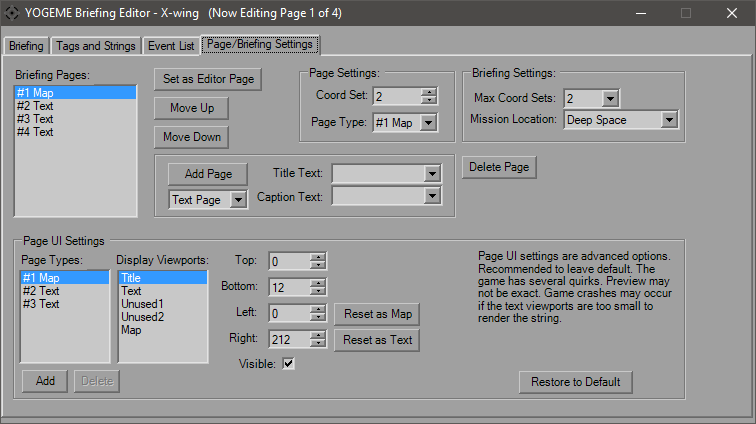 YOGEME Briefing Editor - X-wing   (Now Editing Page 1 of 4)
Briefing
Tags and Strings
Event List
Page/Briefing Settings
Briefing Pages:
#1 Map
#2 Text
#3 Text
#4 Text
Set as Editor Page
Move Up
Move Down
Page Settings:
Coord Set:
2
Page Type:
#1 Map
Briefing Settings:
Max Coord Sets:
2
Mission Location:
Deep Space
Add Page
Text Page
Title Text:
Caption Text:
Delete Page
Page UI Settings
Page Types:
#1 Map
#2 Text
#3 Text
Display Viewports:
Title
Text
Unused1
Unused2
Map
Top:
0
Bottom:
12
Left:
0
Right:
212
Visible:
Reset as Map
Reset as Text
Add
Delete
Page UI settings are advanced options.
Recommended to leave default. The
game has several quirks. Preview may
not be exact. Game crashes may occur
if the text viewports are too small to
render the string.
Restore to Default